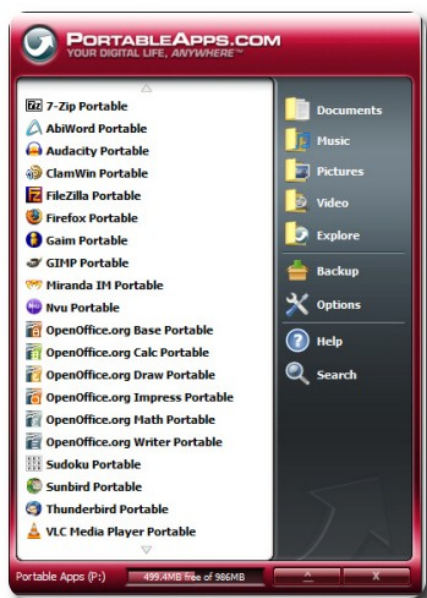 PORTABLEAPPS.COM
YOUR DIGITAL LIFE, ANYWHERE™
7-Zip Portable
AbiWord Portable
Audacity Portable
ClamWin Portable
FileZilla Portable
Firefox Portable
Gaim Portable
GIMP Portable
Miranda IM Portable
Nvu Portable
OpenOffice.org Base Portable
OpenOffice.org Calc Portable
OpenOffice.org Draw Portable
OpenOffice.org Impress Portable
OpenOffice.org Math Portable
OpenOffice.org Writer Portable
Sudoku Portable
Sunbird Portable
Thunderbird Portable
VLC Media Player Portable
Documents
Music
Pictures
Video
Explore
Backup
Options
Help
Search
Portable Apps (P:)
499.4MB free of 986MB
^
X